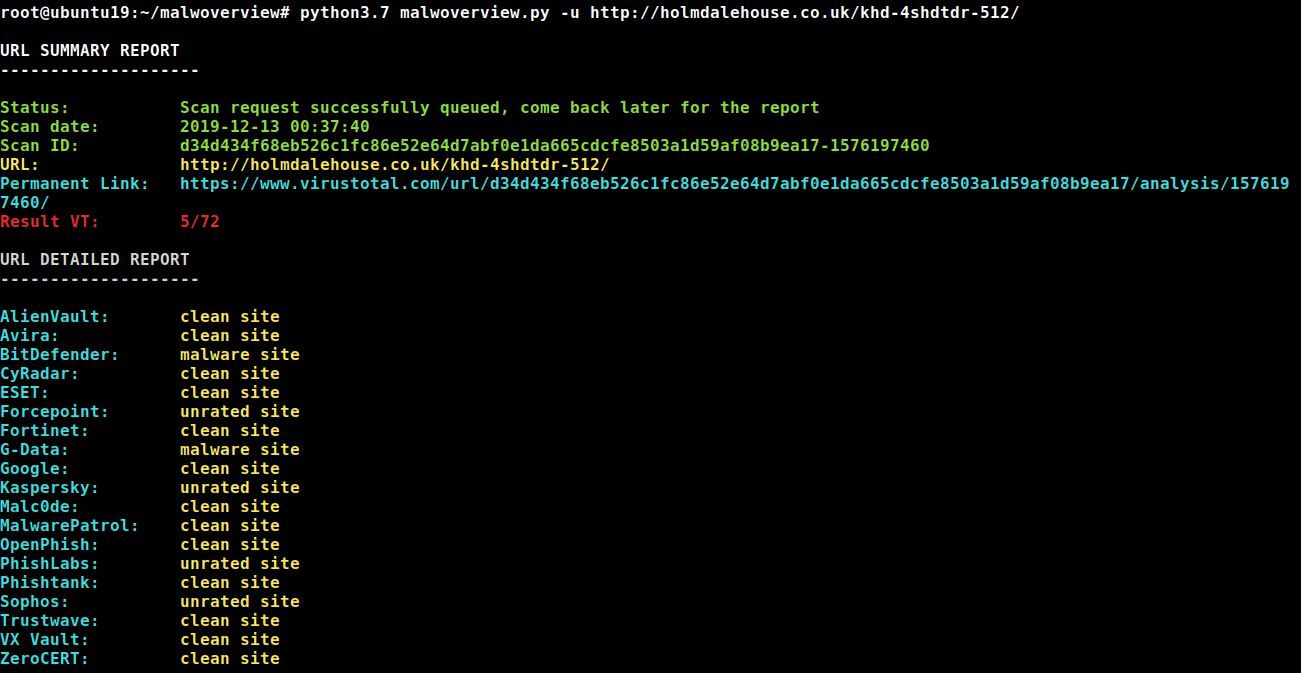 root@ubuntu19:~/malwoverview# python3.7 malwoverview.py -u http://holmdalehouse.co.uk/khd-4shdtdr-512/
URL SUMMARY REPORT
--------------------
Status: Scan request successfully queued, come back later for the report
Scan date: 2019-12-13 00:37:40
Scan ID: d34d434f68eb526c1fc86e52e64d7abf0e1da665cdcfe8503a1d59af08b9ea17-1576197460
URL: http://holmdalehouse.co.uk/khd-4shdtdr-512/
Permanent Link: https://www.virustotal.com/url/d34d434f68eb526c1fc86e52e64d7abf0e1da665cdcfe8503a1d59af08b9ea17/analysis/157619
7460/
Result VT: 5/72
URL DETAILED REPORT
--------------------
AlienVault: clean site
Avira: clean site
BitDefender: malware site
CyRadar: clean site
ESET: clean site
Forcepoint: unrated site
Fortinet: clean site
G-Data: malware site
Google: clean site
Kaspersky: unrated site
Malc0de: clean site
MalwarePatrol: clean site
OpenPhish: clean site
PhishLabs: unrated site
Phishtank: clean site
Sophos: unrated site
Trustwave: clean site
VX Vault: clean site
ZeroCERT: clean site